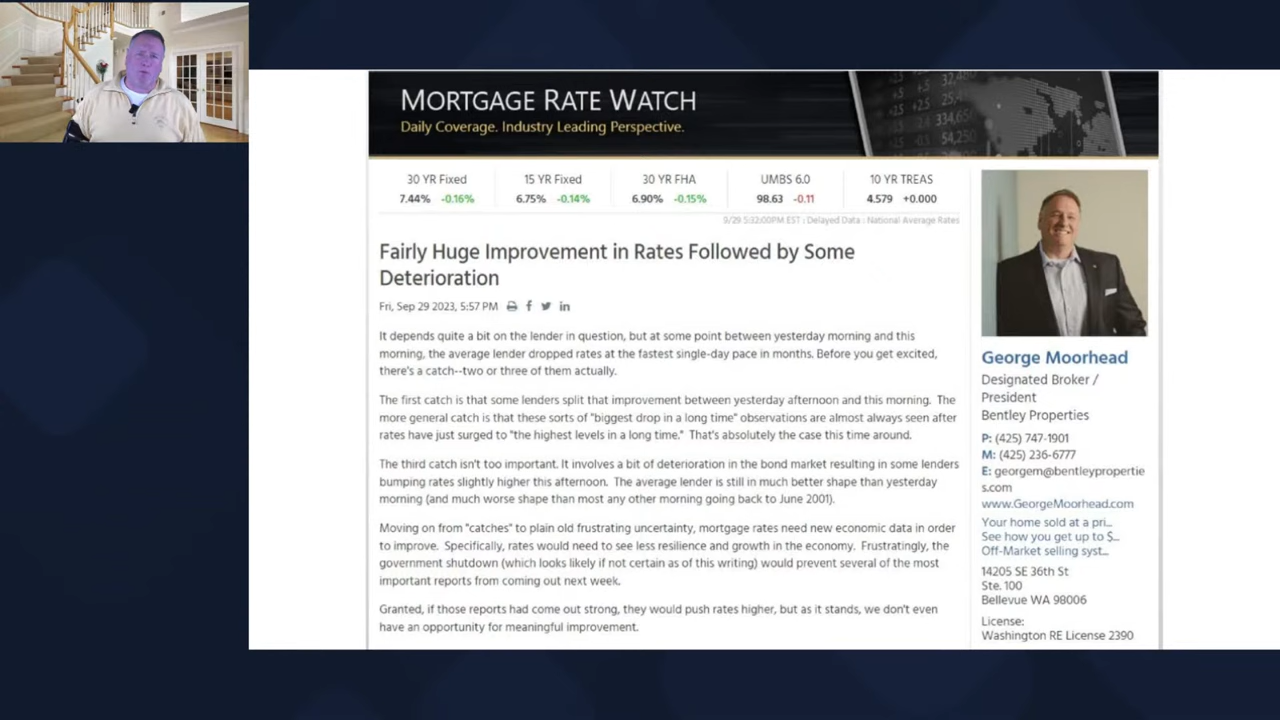 MORTGAGE RATE WATCH
Daily Coverage. Industry Leading Perspective.
30 YR Fixed
7.44% -0.16%
15 YR Fixed
6.75% -0.14%
30 YR FHA
6.90% -0.15%
UMBS 6.0
98.63 -0.11
10 YR TREAS
4.579 +0.000
9/29 5:32:00PM EST : Delayed Data : National Average Rates
Fairly Huge Improvement in Rates Followed by Some
Deterioration
Fri, Sep 29 2023, 5:57 PM
It depends quite a bit on the lender in question, but at some point between yesterday morning and this
morning, the average lender dropped rates at the fastest single-day pace in months. Before you get excited,
there's a catch--two or three of them actually.
The first catch is that some lenders split that improvement between yesterday afternoon and this morning. The
more general catch is that these sorts of "biggest drop in a long time" observations are almost always seen after
rates have just surged to "the highest levels in a long time." That's absolutely the case this time around.
The third catch isn't too important. It involves a bit of deterioration in the bond market resulting in some lenders
bumping rates slightly higher this afternoon. The average lender is still in much better shape than yesterday
morning (and much worse shape than most any other morning going back to June 2001).
Moving on from "catches" to plain old frustrating uncertainty, mortgage rates need new economic data in order
to improve. Specifically, rates would need to see less resilience and growth in the economy. Frustratingly, the
government shutdown (which looks likely if not certain as of this writing) would prevent several of the most
important reports from coming out next week.
Granted, if those reports had come out strong, they would push rates higher, but as it stands, we don't even
have an opportunity for meaningful improvement.
George Moorhead
Designated Broker /
President
Bentley Properties
P: (425) 747-1901
M: (425) 236-6777
E: georgem@bentleypropertie
s.com
www.GeorgeMoorhead.com
Your home sold at a pri...
See how you get up to $...
Off-Market selling syst...
14205 SE 36th St
Ste. 100
Bellevue WA 98006
License:
Washington RE License 2390